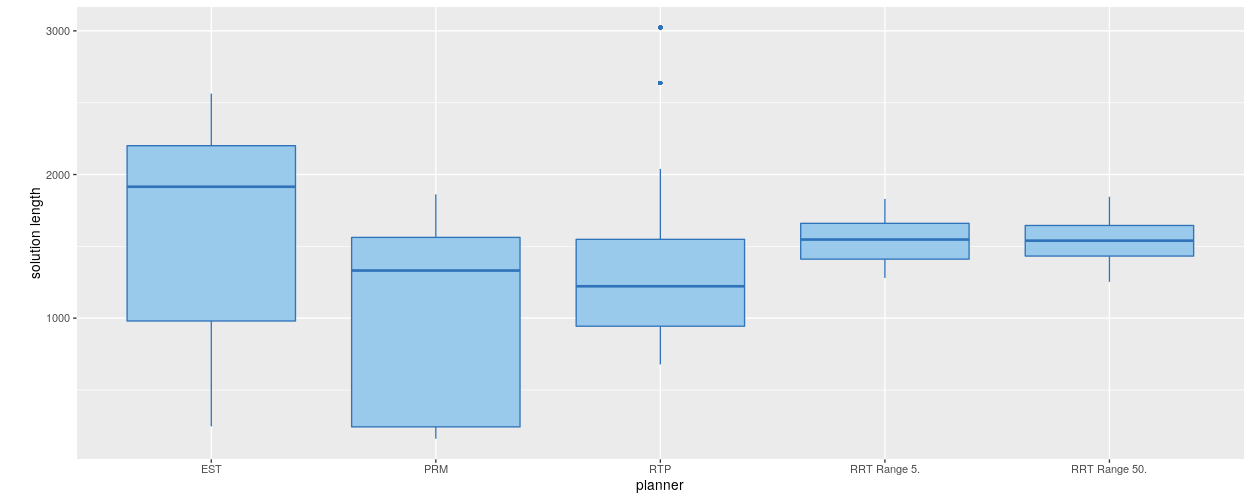 3000
2000
1000
solution length
EST PRM RTP RRT Range 5. RRT Range 50.
planner